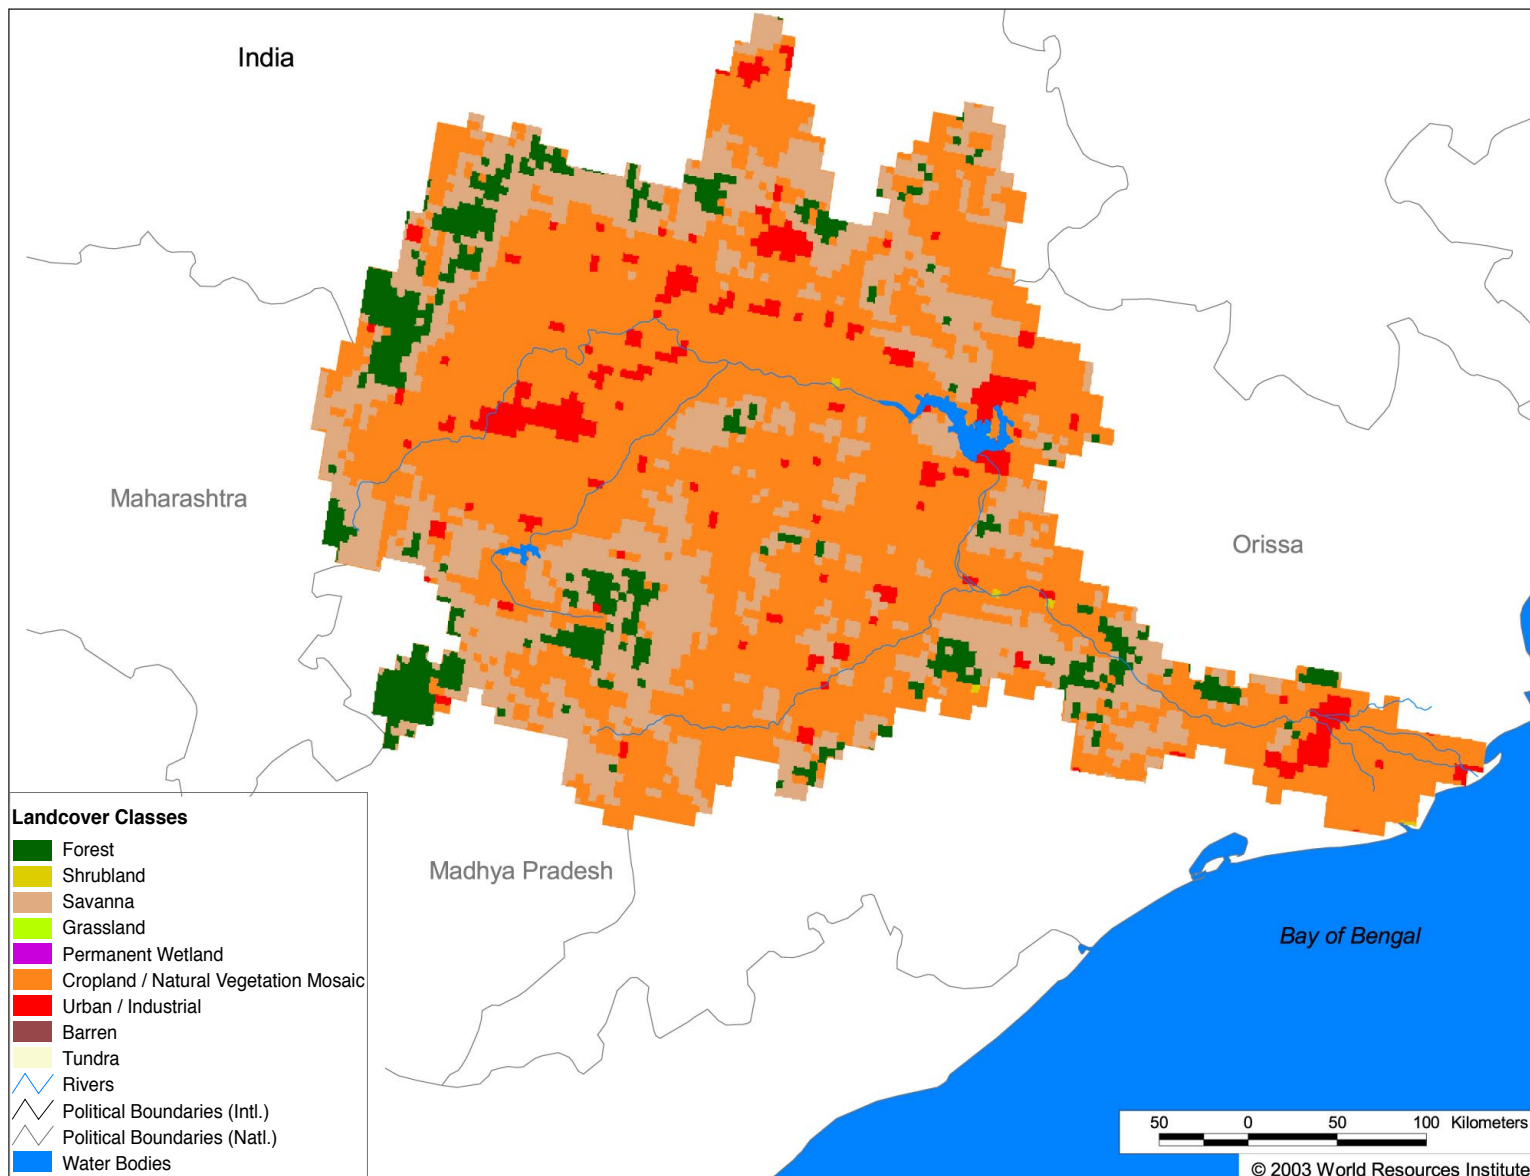 India
Maharashtra
Orissa
Madhya Pradesh
Bay of Bengal
Landcover Classes
Forest
Shrubland
Savanna
Grassland
Permanent Wetland
Cropland / Natural Vegetation Mosaic
Urban / Industrial
Barren
Tundra
Rivers
Political Boundaries (Intl.)
Political Boundaries (Natl.)
Water Bodies
50 0 50 100 Kilometers
© 2003 World Resources Institute